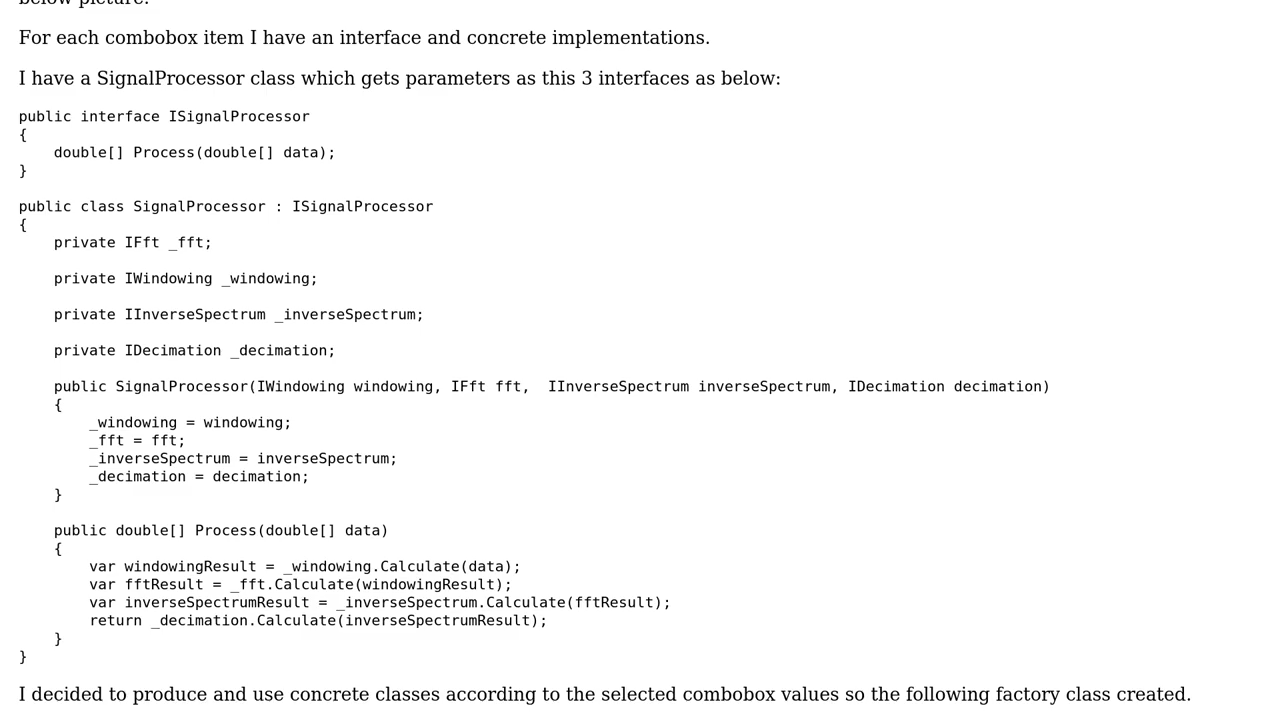 below picture.
For each combobox item I have an interface and concrete implementations.
I have a SignalProcessor class which gets parameters as this 3 interfaces as below:
public interface ISignalProcessor
{
    double[] Process(double[] data);
}
public class SignalProcessor : ISignalProcessor
{
    private IFft _fft;
    private IWindowing _windowing;
    private IInverseSpectrum _inverseSpectrum;
    private IDecimation _decimation;
    public SignalProcessor(IWindowing windowing, IFft fft,  IInverseSpectrum inverseSpectrum, IDecimation decimation)
    {
        _windowing = windowing;
        _fft = fft;
        _inverseSpectrum = inverseSpectrum;
        _decimation = decimation;
    }
    public double[] Process(double[] data)
    {
        var windowingResult = _windowing.Calculate(data);
        var fftResult = _fft.Calculate(windowingResult);
        var inverseSpectrumResult = _inverseSpectrum.Calculate(fftResult);
        return _decimation.Calculate(inverseSpectrumResult);
    }
}
I decided to produce and use concrete classes according to the selected combobox values so the following factory class created.